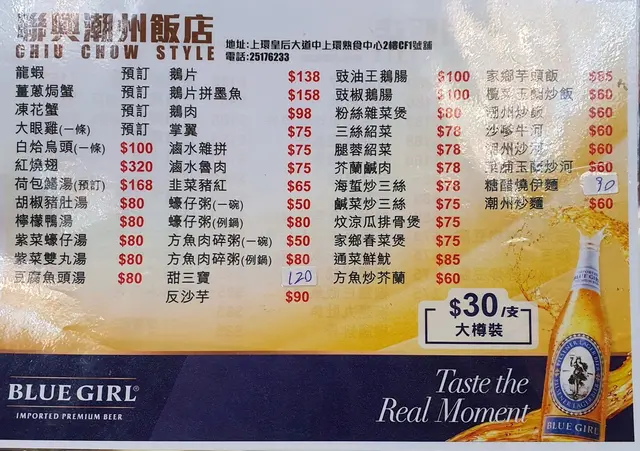 聯興潮州飯店
CHIU CHOW STYLE
地址:上環皇后大道中上環熟食中心2樓CF1號舖
電話:25176233
龍蝦 預訂
薑蔥焗蟹 預訂
凍花蟹 預訂
大眼雞(一條) 預訂
白烚烏頭(一條) $100
紅燒翅 $320
荷包鱔湯(預訂) $168
胡椒豬肚湯 $80
檸檬鴨湯 $80
紫菜蠔仔湯 $80
紫菜雙丸湯 $80
豆腐魚頭湯 $80
鵝片 $138
鵝片拼墨魚 $158
鵝肉 $98
掌翼 $75
滷水雜拼 $75
滷水魯肉 $75
韭菜豬紅 $65
蠔仔粥(一碗) $50
蠔仔粥(例鍋) $80
方魚肉碎粥(一碗) $50
方魚肉碎粥(例鍋) $80
甜三寶 120
反沙芋 $90
豉油王鵝腸 $100
豉椒鵝腸 $100
粉絲雜菜煲 $80
三絲紹菜 $78
腿蓉紹菜 $78
芥蘭鹹肉 $78
海蜇炒三絲 $78
鹹菜炒三絲 $75
炆涼瓜排骨煲 $75
家鄉春菜煲 $75
通菜鮮魷 $85
方魚炒芥蘭 $60
家鄉芋頭飯 $85
炒飯 $60
潮州炒飯 $60
沙嗲牛河 $60
潮州炒河 $60
炒河 $60
糖醋燒伊麵 90
潮州炒麵 $60
$30/支
大樽裝
BLUE GIRL®
IMPORTED PREMIUM BEER
Taste the
Real Moment
BLUE GIRL